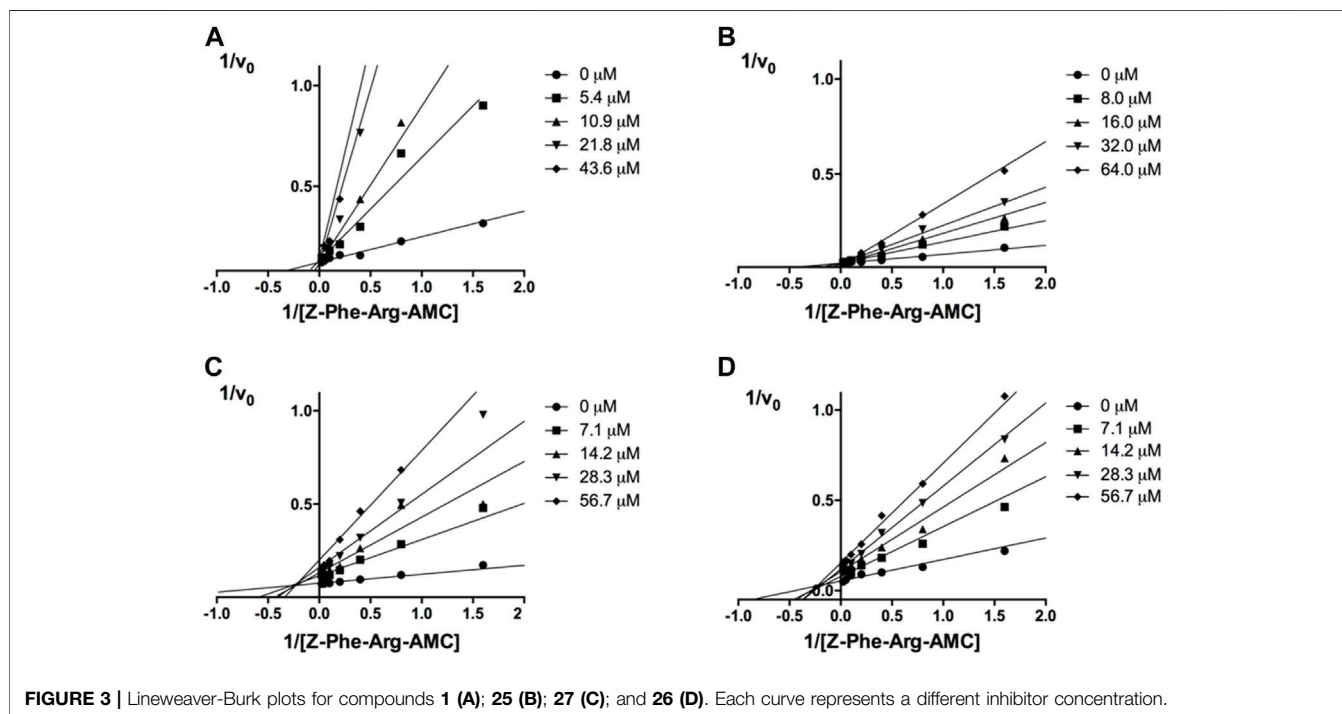 A
1/v0
1.0
0.5
-1.0 -0.5 0.0 0.5 1.0 1.5 2.0
1/[Z-Phe-Arg-AMC]
0 μM
5.4 μM
10.9 μM
21.8 μM
43.6 μM
B
1/v0
1.0
0.5
-1.0 -0.5 0.0 0.5 1.0 1.5 2.0
1/[Z-Phe-Arg-AMC]
0 μM
8.0 μM
16.0 μM
32.0 μM
64.0 μM
C
1/v0
1.0
0.5
-1.0 -0.5 0.0 0.5 1.0 1.5 2
1/[Z-Phe-Arg-AMC]
0 μM
7.1 μM
14.2 μM
28.3 μM
56.7 μM
D
1/v0
1.0
0.5
0.0
-1.0 -0.5 0.0 0.5 1.0 1.5 2.0
1/[Z-Phe-Arg-AMC]
0 μM
7.1 μM
14.2 μM
28.3 μM
56.7 μM
FIGURE 3 | Lineweaver-Burk plots for compounds 1 (A); 25 (B); 27 (C); and 26 (D). Each curve represents a different inhibitor concentration.